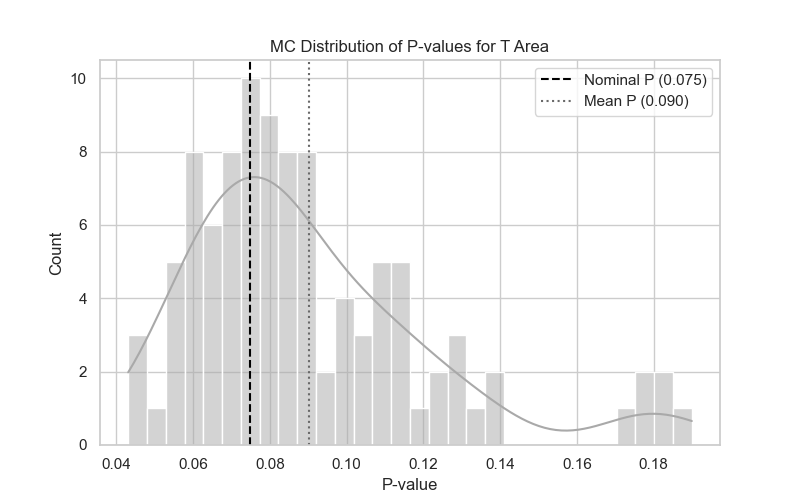 MC Distribution of P-values for T Area
Nominal P (0.075)
Mean P (0.090)
Count
10
8
6
4
2
0
0.04 0.06 0.08 0.10 0.12 0.14 0.16 0.18
P-value